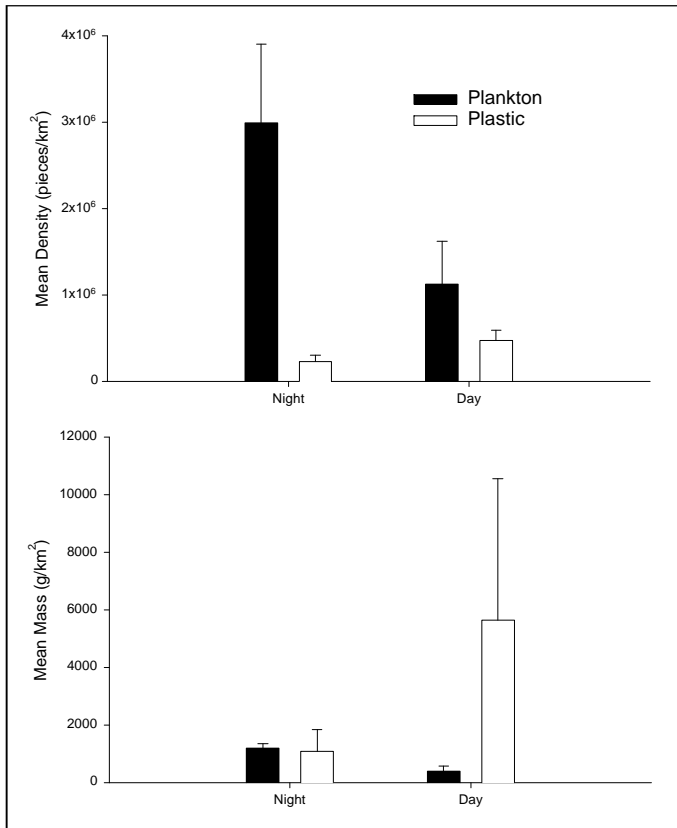 4x10⁶
3x10⁶
2x10⁶
1x10⁶
0
Mean Density (pieces/km²)
Plankton
Plastic
Night Day
12000
10000
8000
6000
4000
2000
0
Mean Mass (g/km²)
Night Day